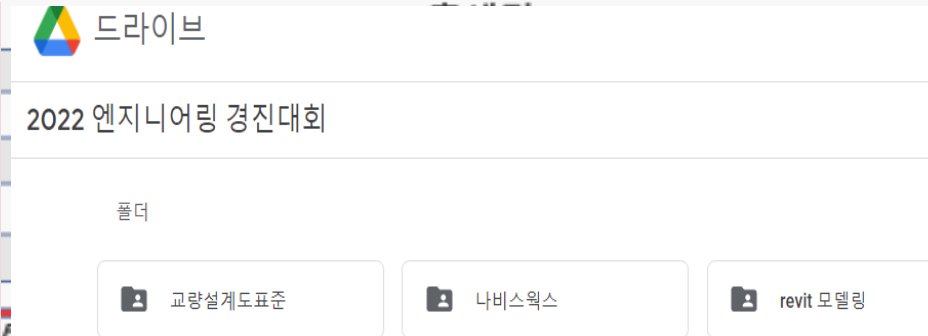 드라이브
2022 엔지니어링 경진대회
폴더
교량설계도표준
나비스웍스
revit 모델링